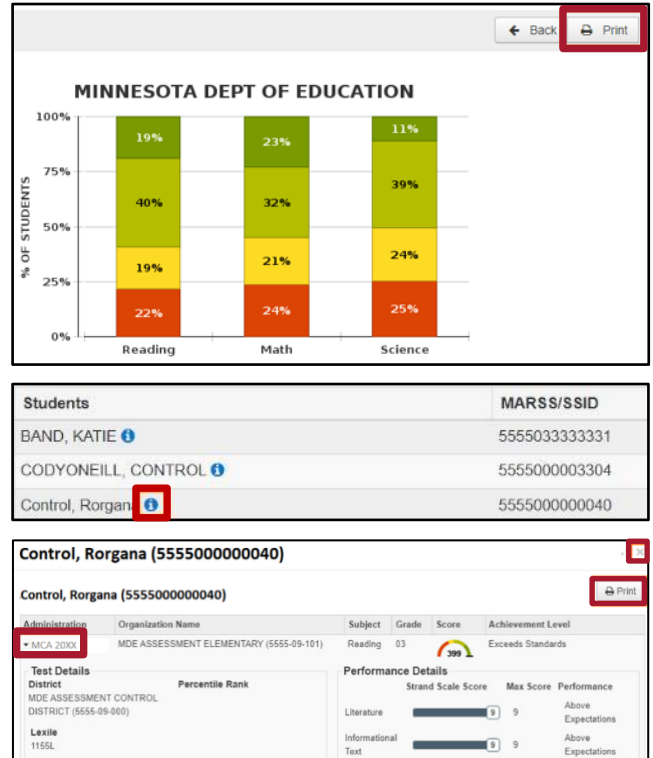 Back Print
MINNESOTA DEPT OF EDUCATION
% OF STUDENTS
100%
75%
50%
25%
0%
19% 23% 11%
40% 32% 39%
19% 21% 24%
22% 24% 25%
Reading Math Science
Students MARSS/SSID
BAND, KATIE 5555033333331
CODYONEILL, CONTROL 5555000003304
Control, Rorgana 5555000000040
Control, Rorgana (5555000000040)
Control, Rorgana (5555000000040) Print
Administration Organization Name Subject Grade Score Achievement Level
MCA 20XX MDE ASSESSMENT ELEMENTARY (5555-09-101) Reading 03 399 Exceeds Standards
Test Details Performance Details
District Percentile Rank Strand Scale Score Max Score Performance
MDE ASSESSMENT CONTROL
DISTRICT (5555-09-000)
Literature 9 9 Above
Expectations
Lexile
1155L
Informational
Text 9 9 Above
Expectations